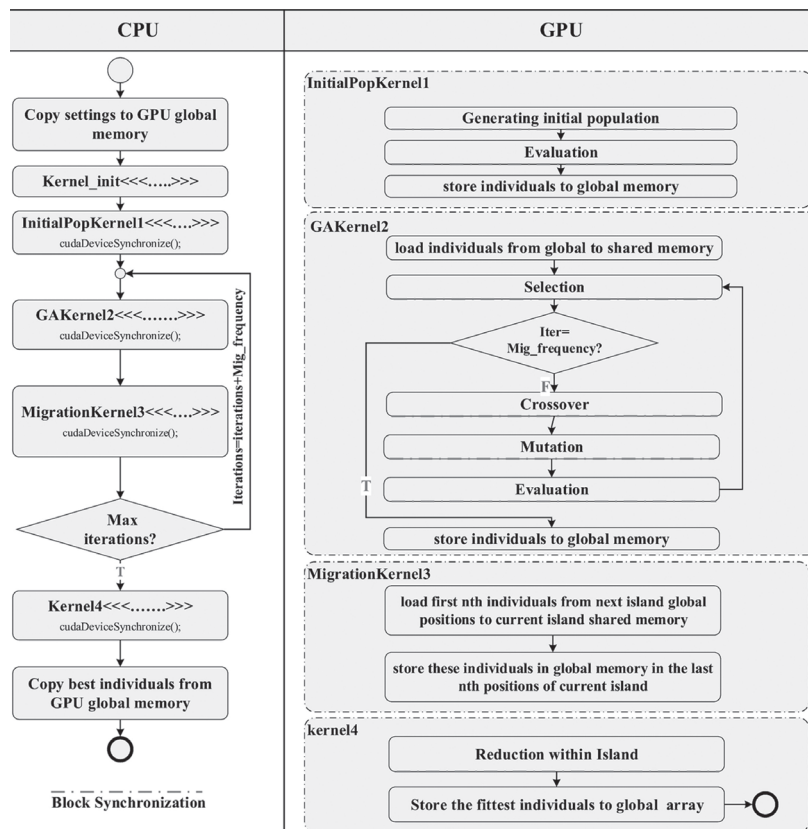 CPU
GPU
Copy settings to GPU global
memory
Kernel_init<<<…..>>>
InitialPopKernel1<<<….>>>
cudaDeviceSynchronize();
GAKernel2<<<…….>>>
cudaDeviceSynchronize();
MigrationKernel3<<<….>>>
cudaDeviceSynchronize();
Iterations=iterations+Mig_frequency
Max
iterations?
T
Kernel4<<<…….>>>
cudaDeviceSynchronize();
Copy best individuals from
GPU global memory
Block Synchronization
InitialPopKernel1
Generating initial population
Evaluation
store individuals to global memory
GAKernel2
load individuals from global to shared memory
Selection
Iter=
Mig_frequency?
F
Crossover
Mutation
T
Evaluation
store individuals to global memory
MigrationKernel3
load first nth individuals from next island global
positions to current island shared memory
store these individuals in global memory in the last
nth positions of current island
kernel4
Reduction within Island
Store the fittest individuals to global array